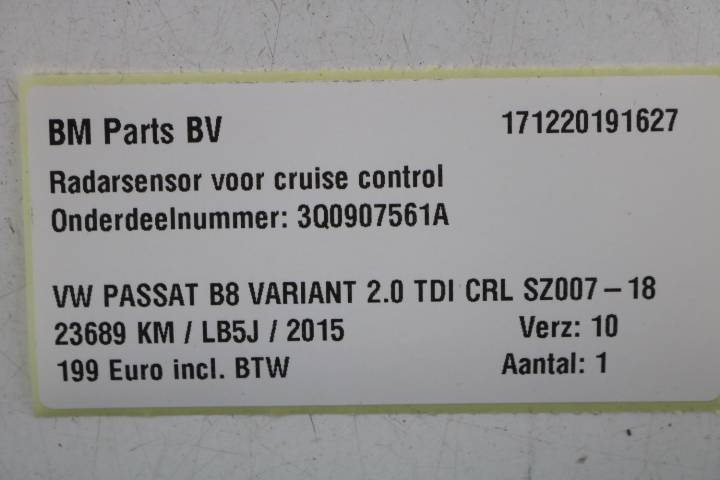 BM Parts BV 171220191627
Radarsensor voor cruise control
Onderdeelnummer: 3Q0907561A
VW PASSAT B8 VARIANT 2.0 TDI CRL SZ007 – 18
23689 KM / LB5J / 2015 Verz: 10
199 Euro incl. BTW Aantal: 1